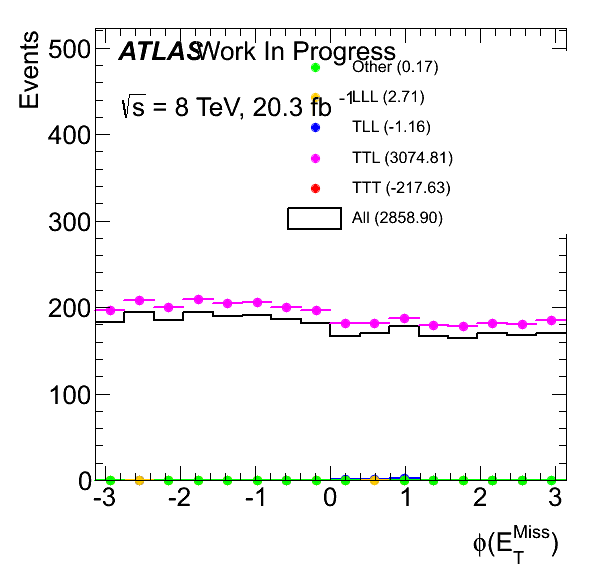 Events
500
400
300
200
100
0
ATLAS Work In Progress
√s = 8 TeV, 20.3 fb -1
Other (0.17)
LLL (2.71)
TLL (-1.16)
TTL (3074.81)
TTT (-217.63)
All (2858.90)
-3 -2 -1 0 1 2 3
ϕ(E_T^Miss)